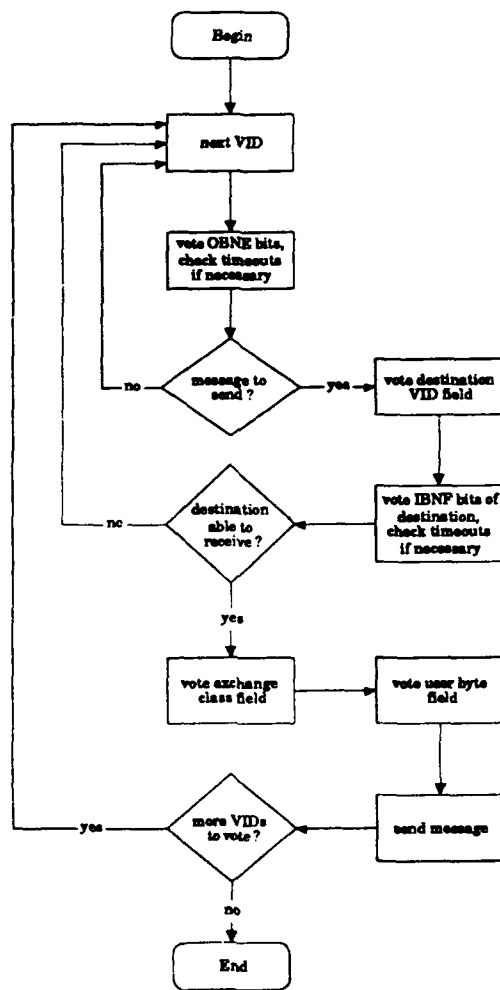 Begin
next VID
vote OBNE bits,
check timeouts
if necessary
message to
send ?
no
yes
vote destination
VID field
vote IBNF bits of
destination,
check timeouts
if necessary
destination
able to
receive ?
nc
yes
vote exchange
class field
vote user byte
field
send message
more VIDs
to vote ?
yes
no
End